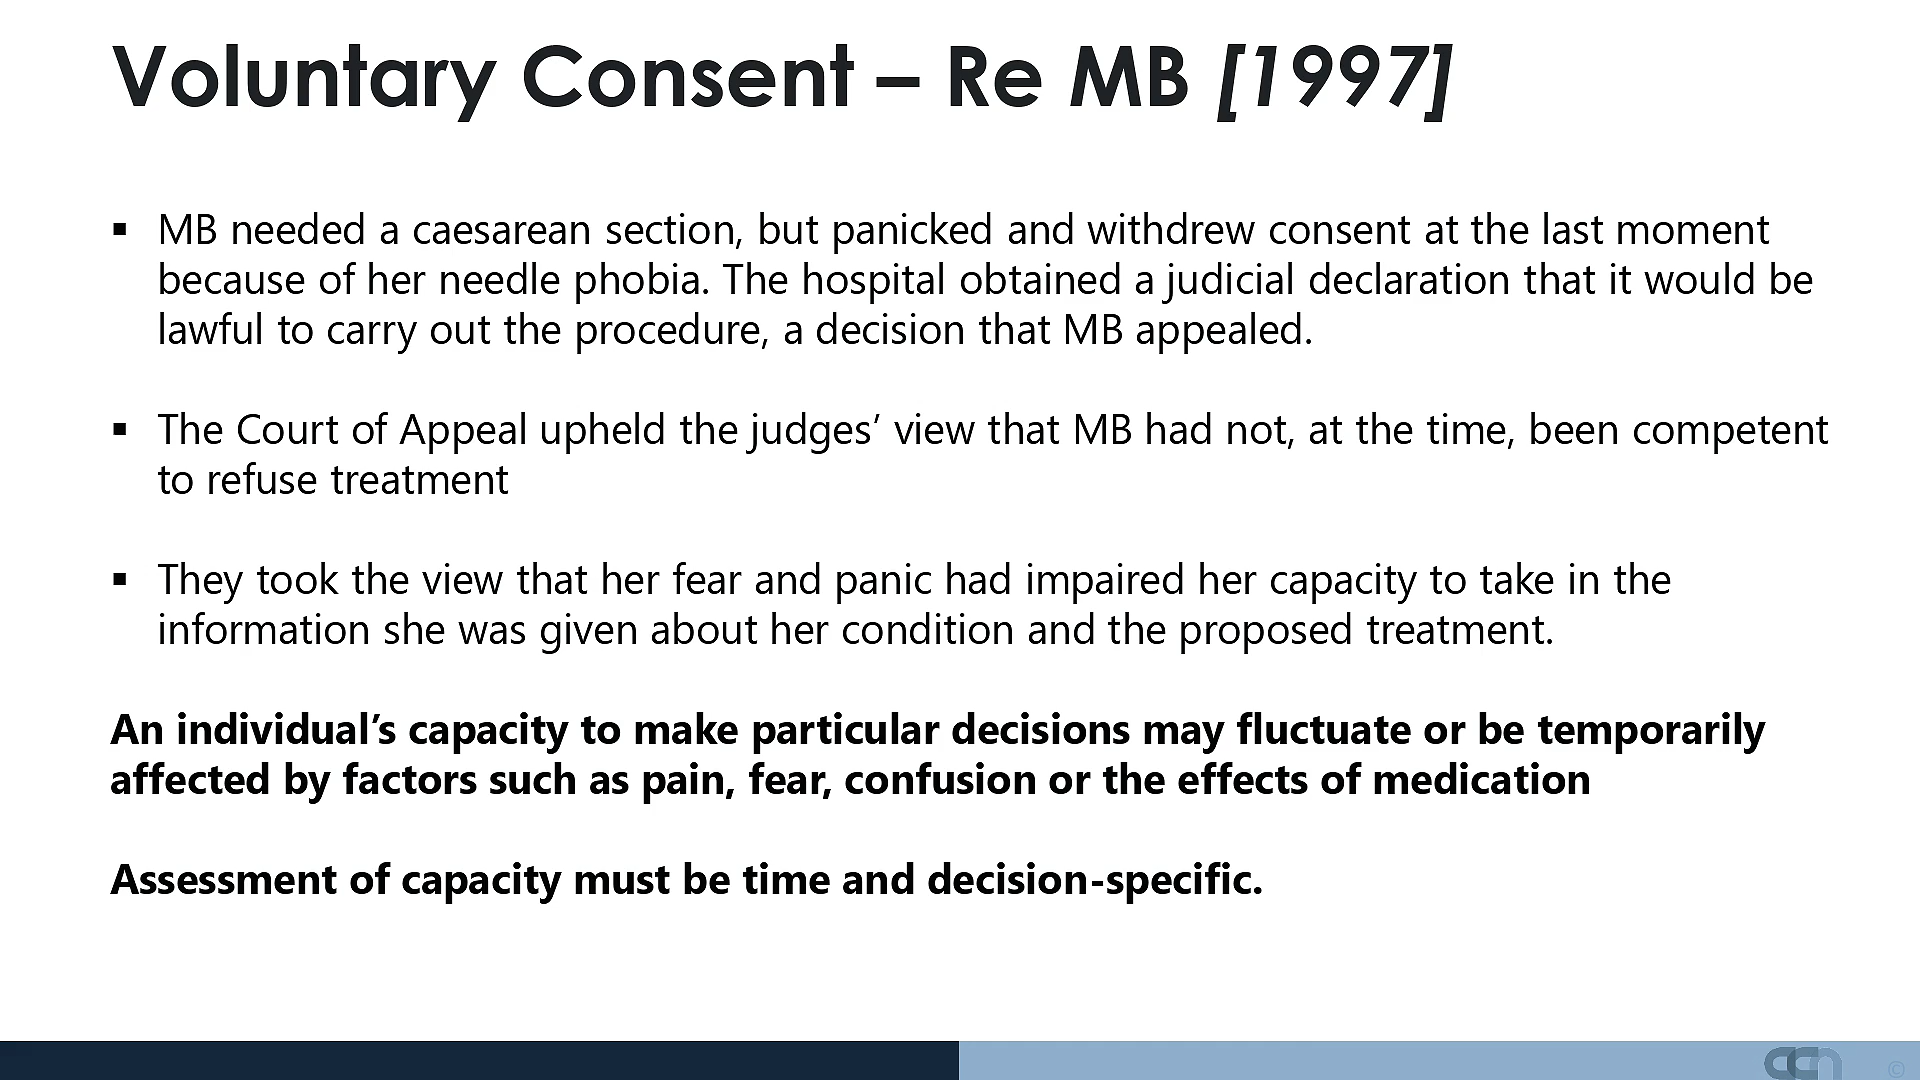 Voluntary Consent – Re MB [1997]
▪ MB needed a caesarean section, but panicked and withdrew consent at the last moment
because of her needle phobia. The hospital obtained a judicial declaration that it would be
lawful to carry out the procedure, a decision that MB appealed.
▪ The Court of Appeal upheld the judges’ view that MB had not, at the time, been competent
to refuse treatment
▪ They took the view that her fear and panic had impaired her capacity to take in the
information she was given about her condition and the proposed treatment.
An individual’s capacity to make particular decisions may fluctuate or be temporarily
affected by factors such as pain, fear, confusion or the effects of medication
Assessment of capacity must be time and decision-specific.
©